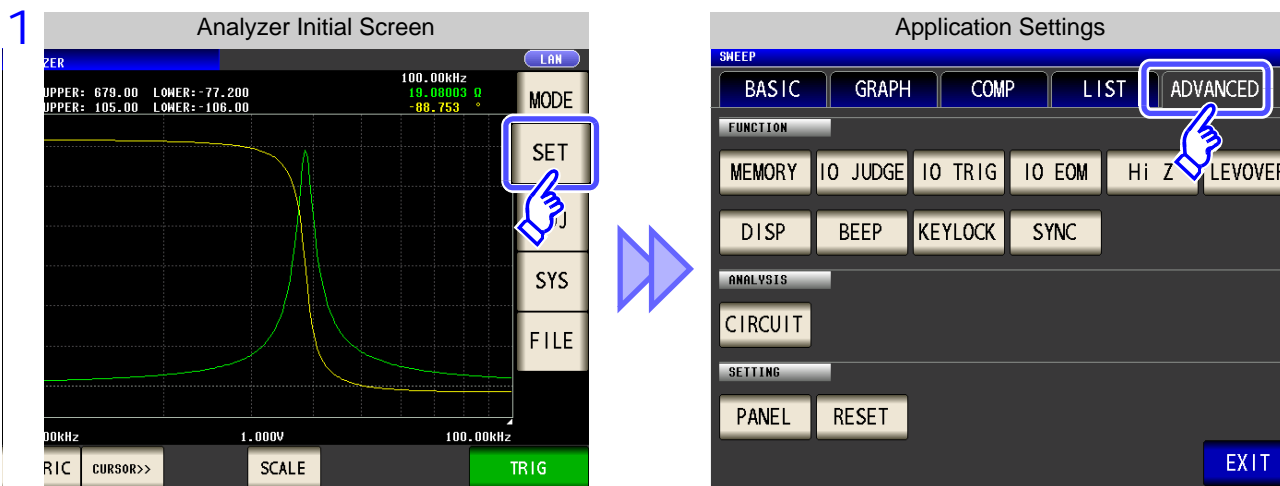 1
Analyzer Initial Screen
ZER
LAN
UPPER: 679.00 LOWER:-77.200
UPPER: 105.00 LOWER:-106.00
100.00kHz
19.08003 Ω
-88.753 °
MODE
SET
SYS
FILE
00kHz
1.000V
100.00kHz
RIC
CURSOR>>
SCALE
TRIG
Application Settings
SWEEP
BASIC
GRAPH
COMP
LIST
ADVANCED
FUNCTION
MEMORY
IO JUDGE
IO TRIG
IO EOM
Hi Z
LEVOVER
DISP
BEEP
KEYLOCK
SYNC
ANALYSIS
CIRCUIT
SETTING
PANEL
RESET
EXIT